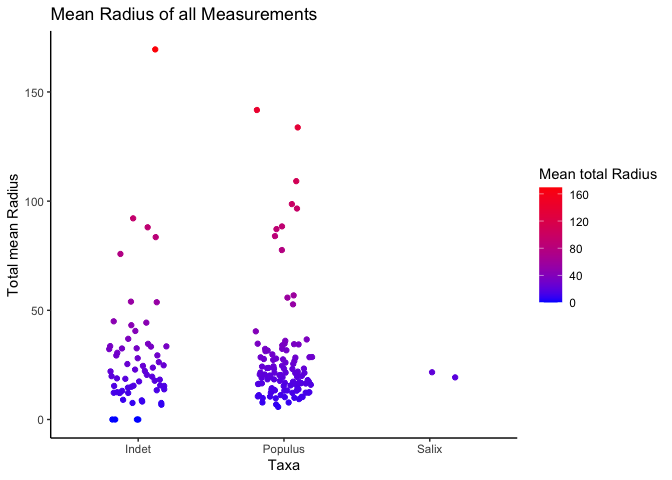 Mean Radius of all Measurements
150
100
50
0
Total mean Radius
Indet
Populus
Salix
Taxa
Mean total Radius
160
120
80
40
0